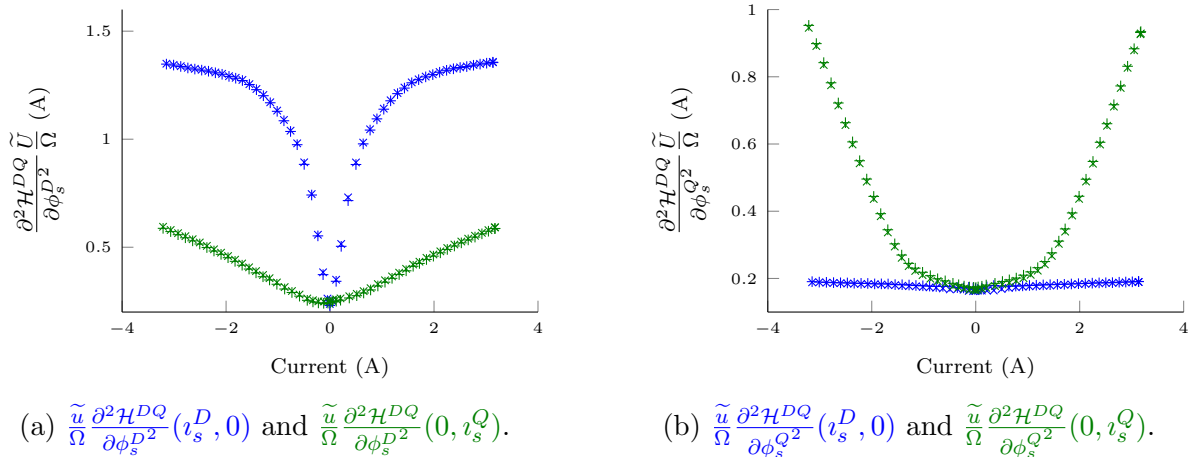 1.5
1
0.5
−4 −2 0 2 4
Current (A)
∂²ℋ^{DQ}/∂ϕ_s^{D²} Ũ/Ω (A)
1
0.8
0.6
0.4
0.2
−4 −2 0 2 4
Current (A)
∂²ℋ^{DQ}/∂ϕ_s^{Q²} Ũ/Ω (A)
(a) ũ/Ω ∂²ℋ^{DQ}/∂ϕ_s^{D²}(ı_s^D, 0) and ũ/Ω ∂²ℋ^{DQ}/∂ϕ_s^{D²}(0, ı_s^Q).
(b) ũ/Ω ∂²ℋ^{DQ}/∂ϕ_s^{Q²}(ı_s^D, 0) and ũ/Ω ∂²ℋ^{DQ}/∂ϕ_s^{Q²}(0, ı_s^Q).